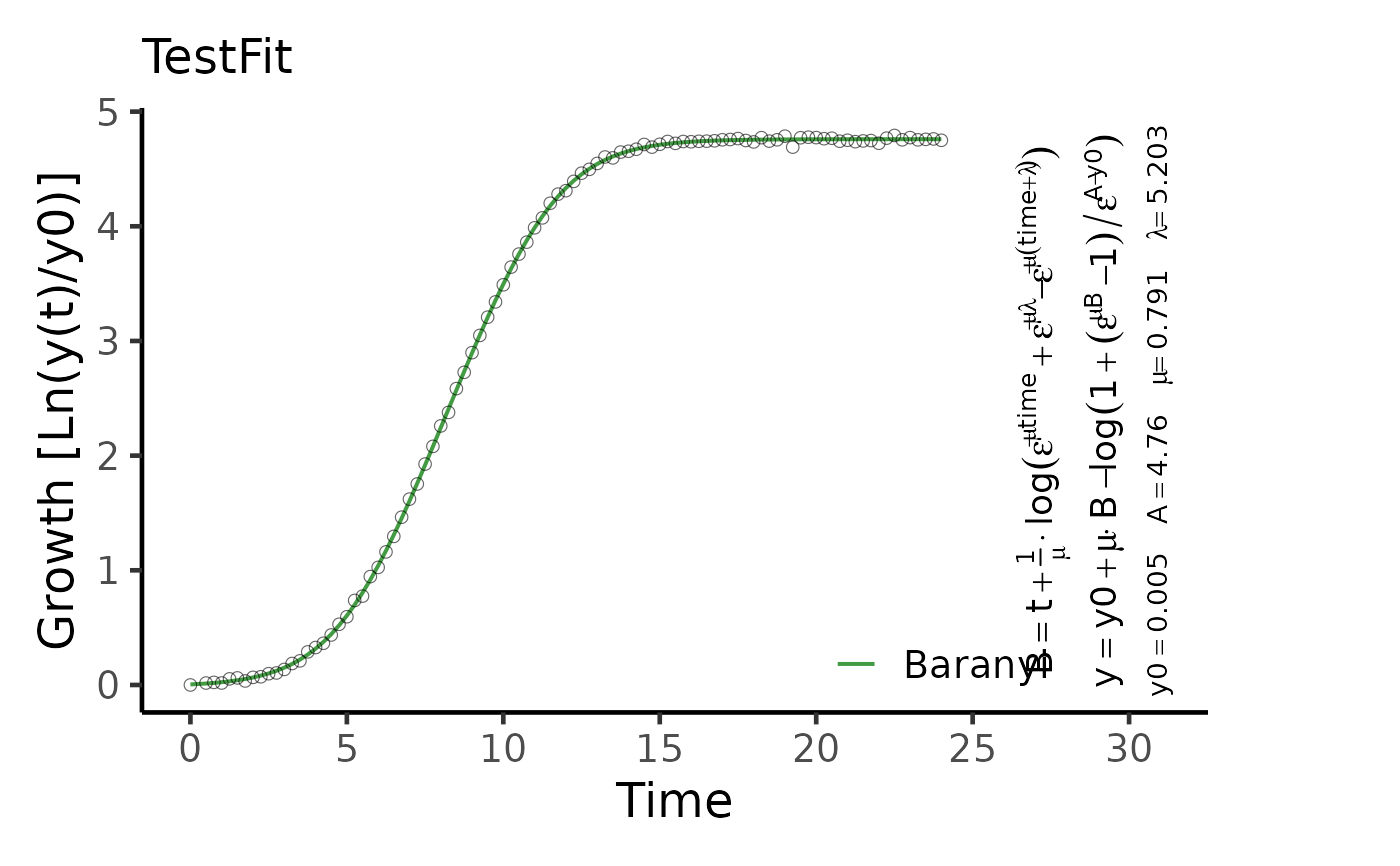 TestFit
Growth [Ln(y(t)/y0)]
5
4
3
2
1
0
0 5 10 15 20 25 30
Time
Baranyi
B = t + 1/μ · log(ε^−μtime + ε^−μλ − ε^−μ(time+λ))
y = y0 + μ · B − log(1 + (ε^μB − 1)/ε^A−y0)
y0 = 0.005 A = 4.76 μ = 0.791 λ = 5.203